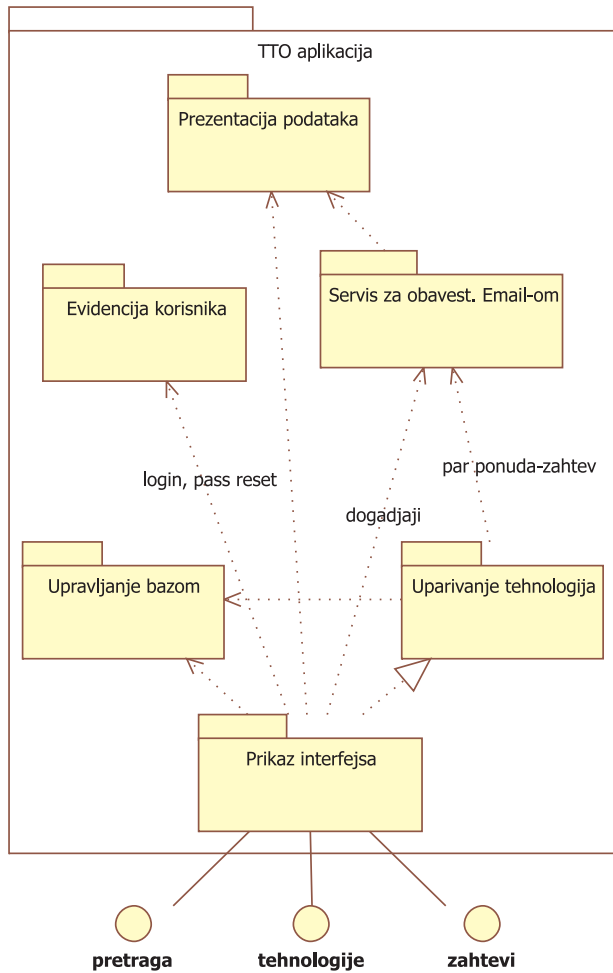 TTO aplikacija
Prezentacija podataka
Evidencija korisnika
Servis za obavest. Email-om
login, pass reset
par ponuda-zahtev
dogadjaji
Upravljanje bazom
Uparivanje tehnologija
Prikaz interfejsa
pretraga
tehnologije
zahtevi